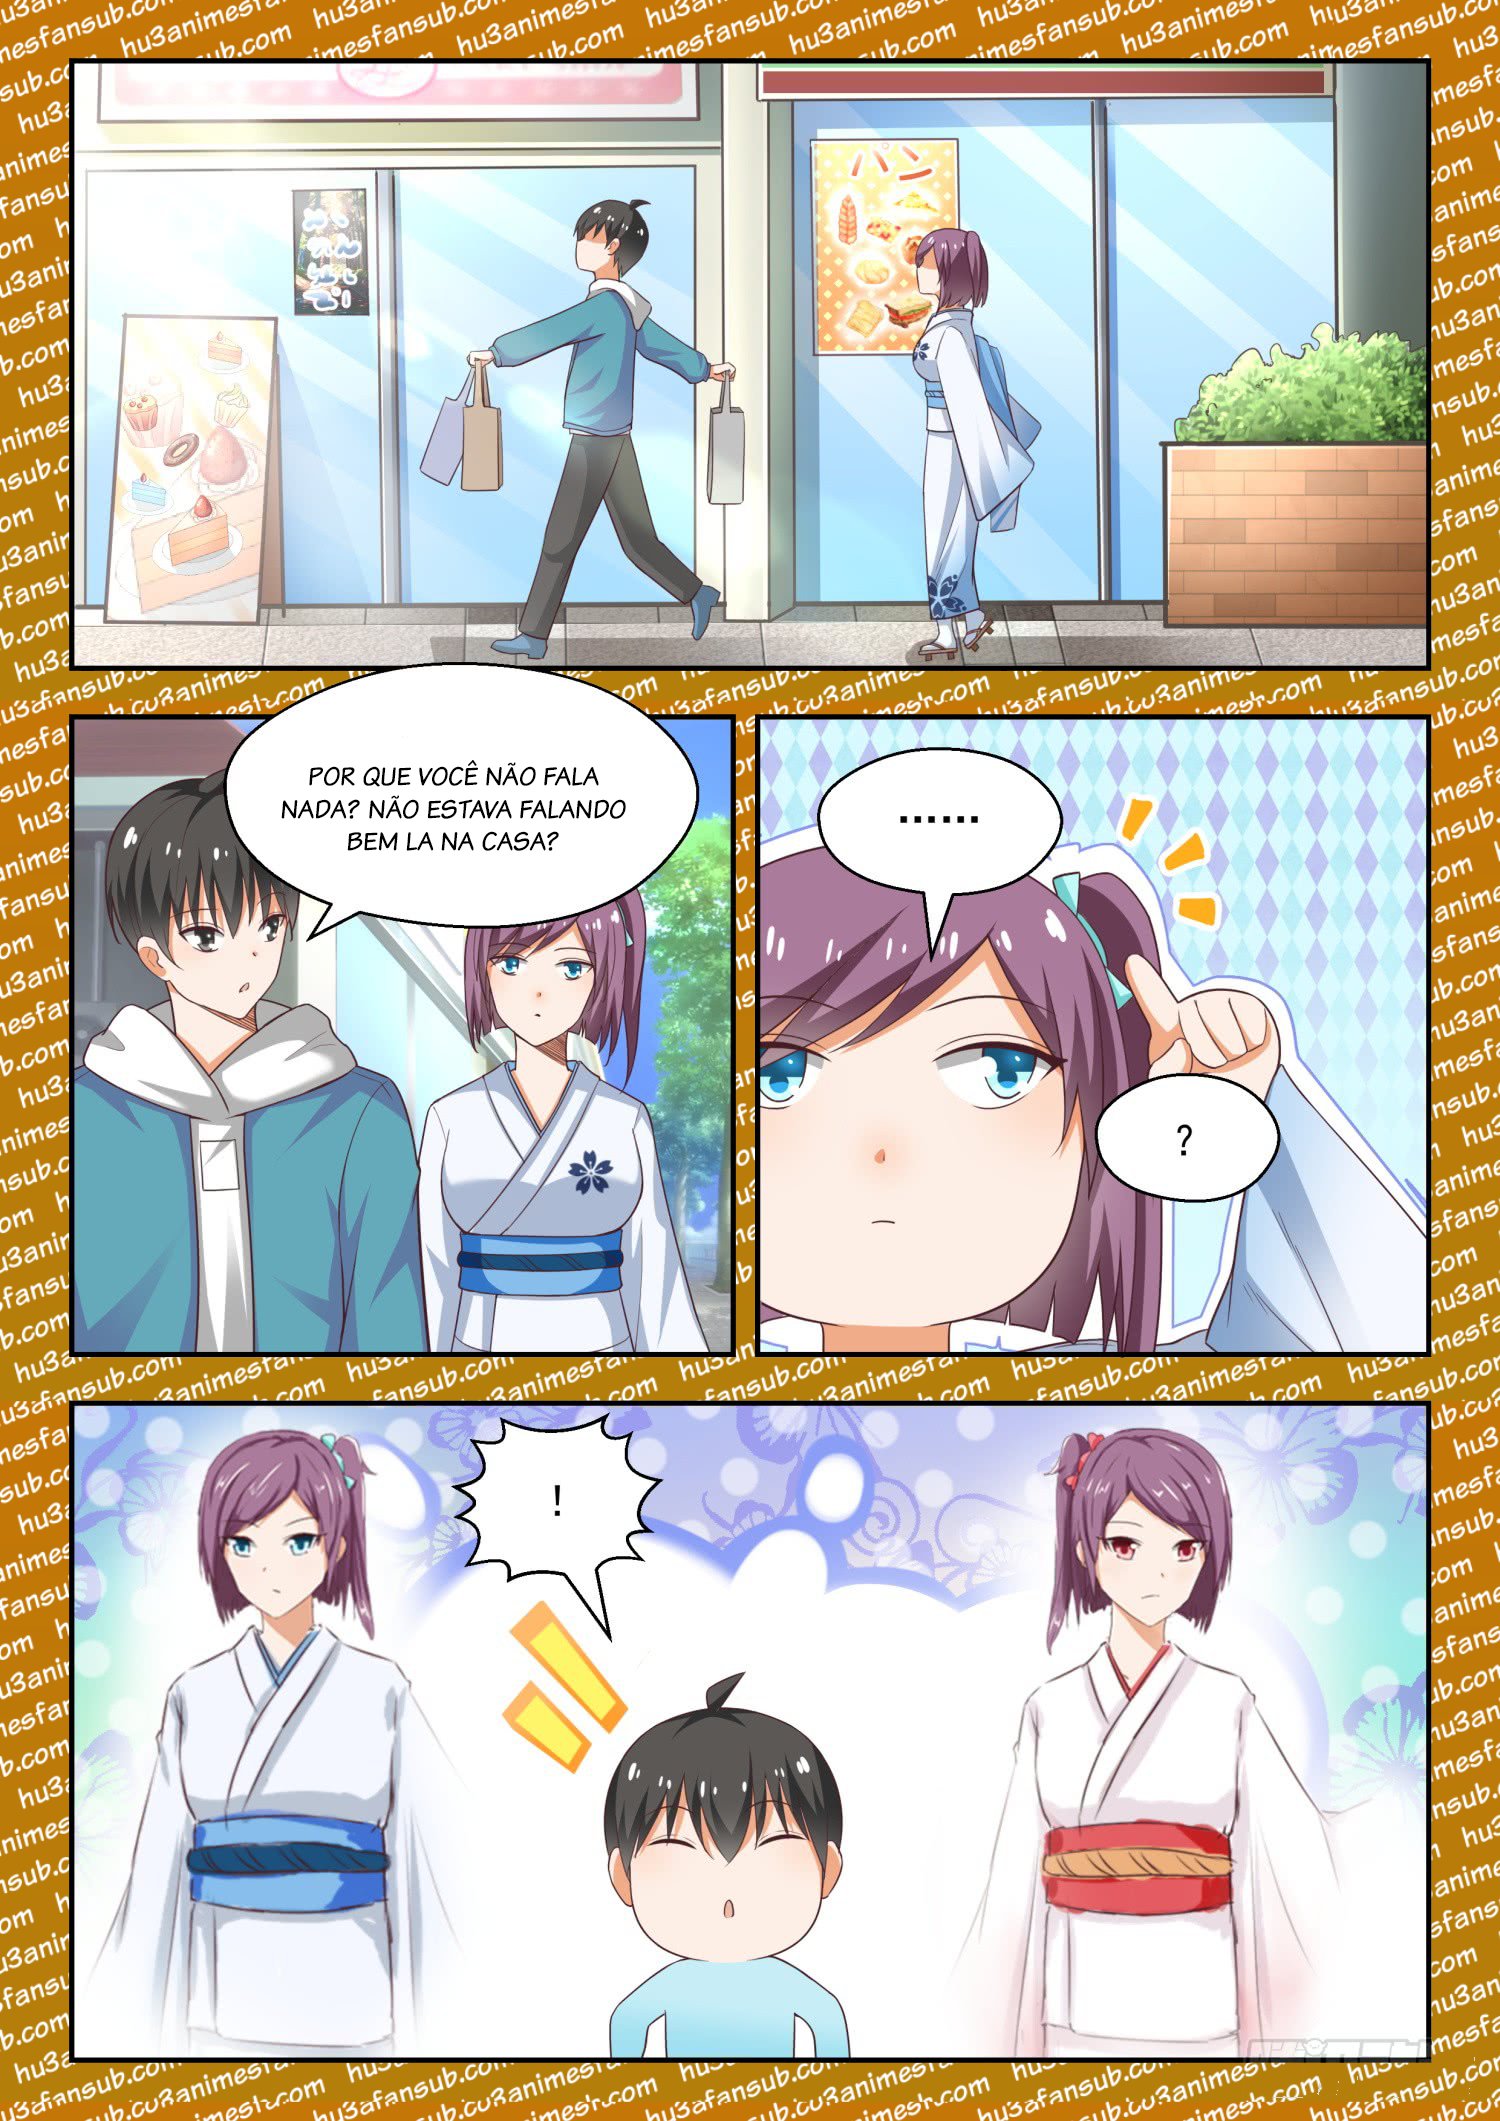 パン
POR QUE VOCÊ NÃO FALA
NADA? NÃO ESTAVA FALANDO
BEM LA NA CASA?
......
?
!
hu3animesfansub.com